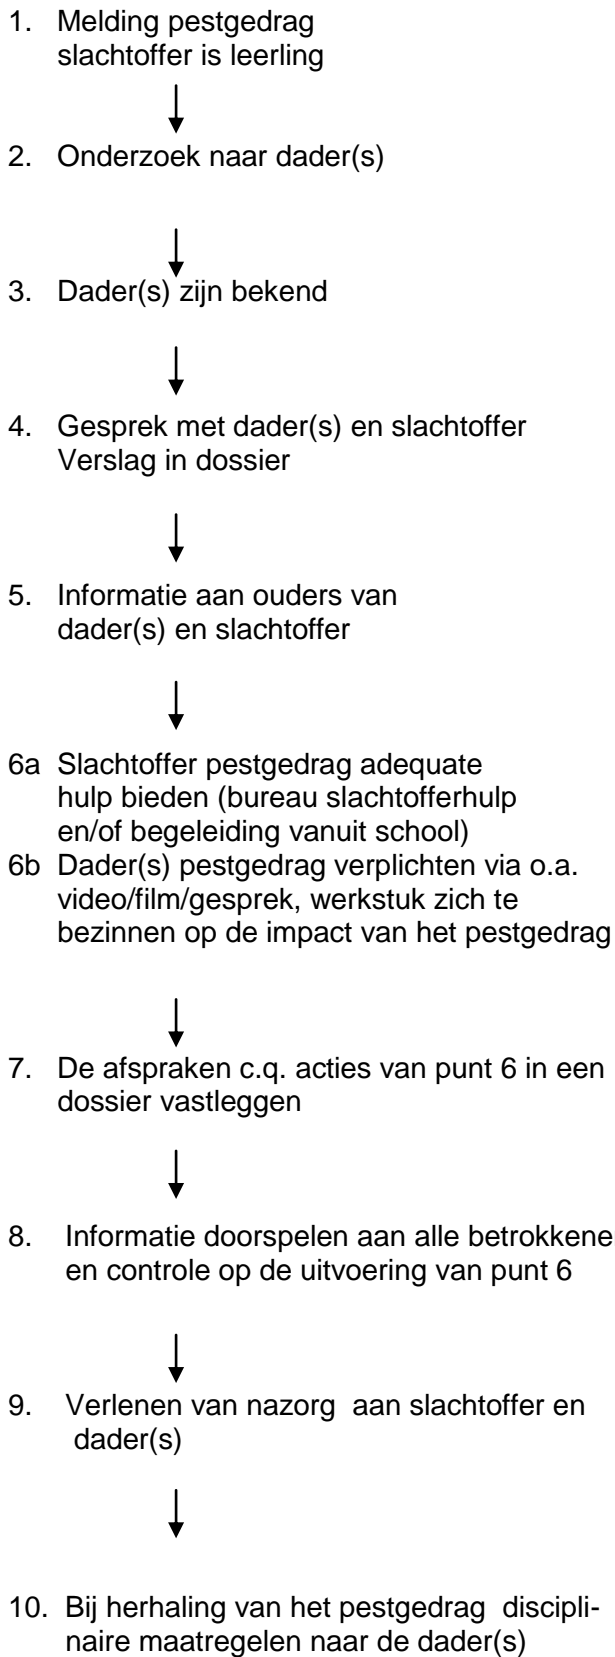 1. Melding pestgedrag
slachtoffer is leerling
2. Onderzoek naar dader(s)
3. Dader(s) zijn bekend
4. Gesprek met dader(s) en slachtoffer
Verslag in dossier
5. Informatie aan ouders van
dader(s) en slachtoffer
6a Slachtoffer pestgedrag adequate
hulp bieden (bureau slachtofferhulp
en/of begeleiding vanuit school)
6b Dader(s) pestgedrag verplichten via o.a.
video/film/gesprek, werkstuk zich te
bezinnen op de impact van het pestgedrag
7. De afspraken c.q. acties van punt 6 in een
dossier vastleggen
8. Informatie doorspelen aan alle betrokkene
en controle op de uitvoering van punt 6
9. Verlenen van nazorg aan slachtoffer en
dader(s)
10. Bij herhaling van het pestgedrag discipli-
naire maatregelen naar de dader(s)